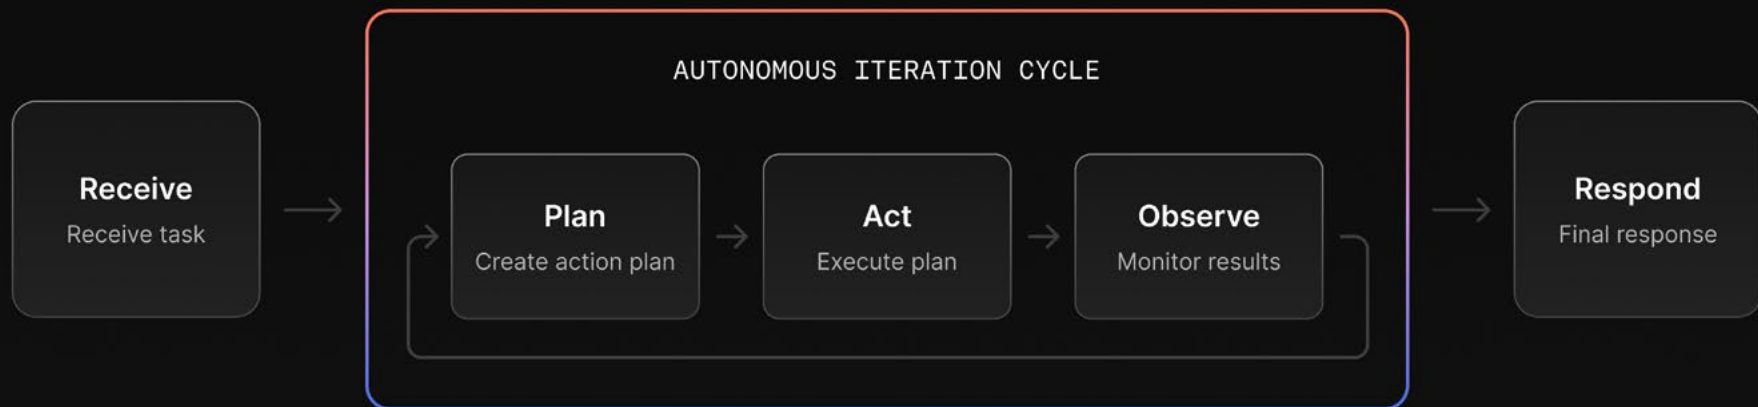 AUTONOMOUS ITERATION CYCLE
Receive
Receive task
Plan
Create action plan
Act
Execute plan
Observe
Monitor results
Respond
Final response